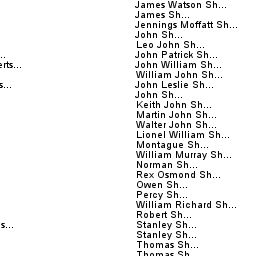 James Watson Sh...
James Sh...
Jennings Moffatt Sh...
John Sh...
Leo John Sh...
...
John Patrick Sh...
erts...
John William Sh...
William John Sh...
s...
John Leslie Sh...
John Sh...
Keith John Sh...
Martin John Sh...
Walter John Sh...
Lionel William Sh...
Montague Sh...
William Murray Sh...
Norman Sh...
Rex Osmond Sh...
Owen Sh...
Percy Sh...
William Richard Sh...
Robert Sh...
s...
Stanley Sh...
Stanley Sh...
Thomas Sh...
Thomas Sh...